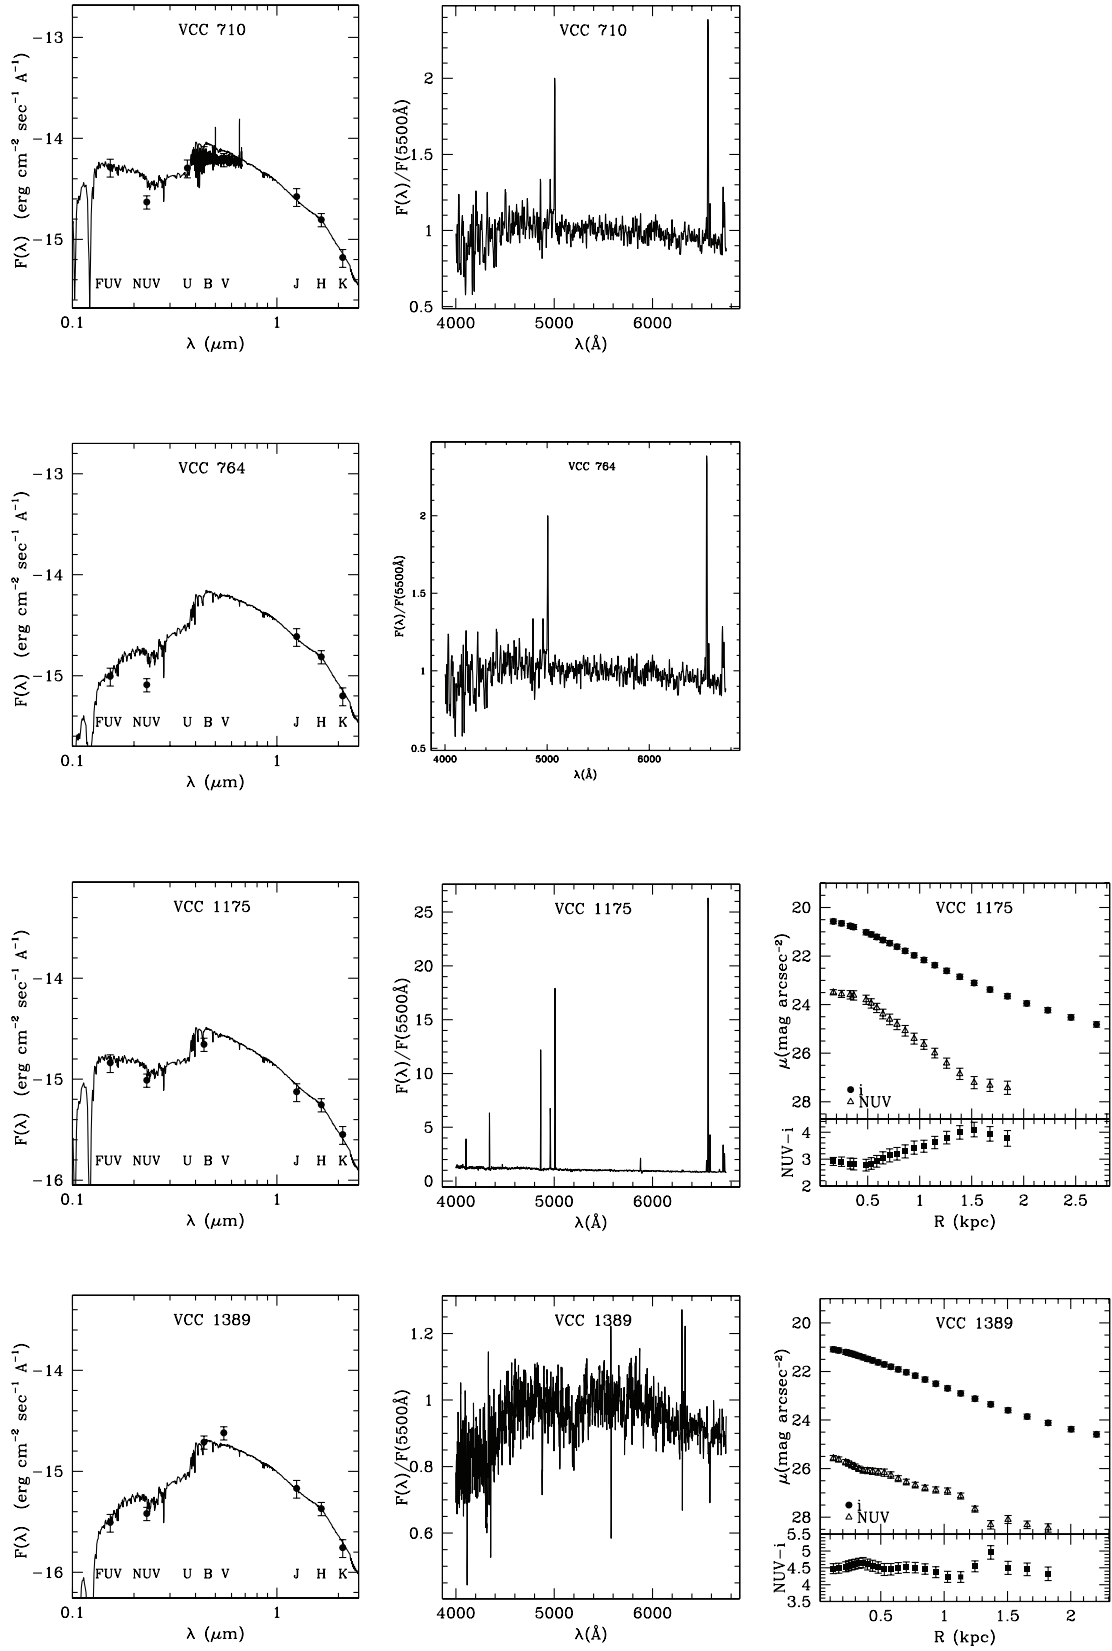 VCC 710
F(λ) (erg cm⁻² sec⁻¹ A⁻¹)
-13
-14
-15
FUV NUV U B V J H K
0.1 1
λ (μm)
VCC 710
F(λ)/F(5500Å)
2
1.5
1
0.5
4000 5000 6000
λ(Å)
VCC 764
F(λ) (erg cm⁻² sec⁻¹ A⁻¹)
-13
-14
-15
FUV NUV U B V J H K
0.1 1
λ (μm)
VCC 764
F(λ)/F(5500Å)
2
1.5
1
0.5
4000 5000 6000
λ(Å)
VCC 1175
F(λ) (erg cm⁻² sec⁻¹ A⁻¹)
-14
-15
-16
FUV NUV U B V J H K
0.1 1
λ (μm)
VCC 1175
F(λ)/F(5500Å)
25
20
15
10
5
0
4000 5000 6000
λ(Å)
VCC 1175
μ(mag arcsec⁻²)
20
22
24
26
28
i
NUV
NUV-i
4
3
2
0.5 1 1.5 2 2.5
R (kpc)
VCC 1389
F(λ) (erg cm⁻² sec⁻¹ A⁻¹)
-14
-15
-16
FUV NUV U B V J H K
0.1 1
λ (μm)
VCC 1389
F(λ)/F(5500Å)
1.2
1
0.8
0.6
4000 5000 6000
λ(Å)
VCC 1389
μ(mag arcsec⁻²)
20
22
24
26
28
i
NUV
NUV-i
5.5
5
4.5
4
3.5
0.5 1 1.5 2
R (kpc)